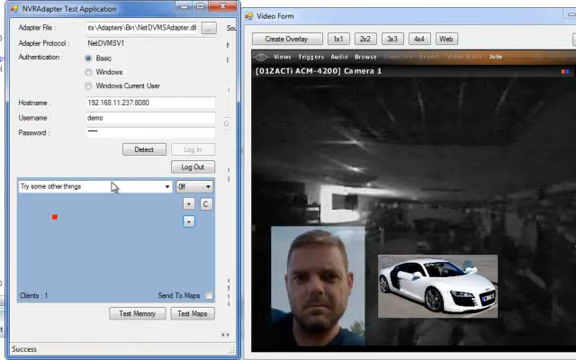 NVRAdapter Test Application
Adapter File :
ts\Adapters\Bin\NetDVMSAdapter.dl
...
Adapter Protocol :
NetDVMSV1
Authentication :
Basic
Windows
Windows Current User
Hostname :
192.168.11.237:8080
Username :
demo
Password :
****
Detect
Log In
Log Out
Try some other things
Off
+
C
+
Clients : 1
Send To Maps
Test Memory
Test Maps
Success
Sou
Video Form
Create Overlay
1x1
2x2
3x3
4x4
Web
Views
Triggers
Audio
Browse
[01ZACTi ACM-4200] Camera 1